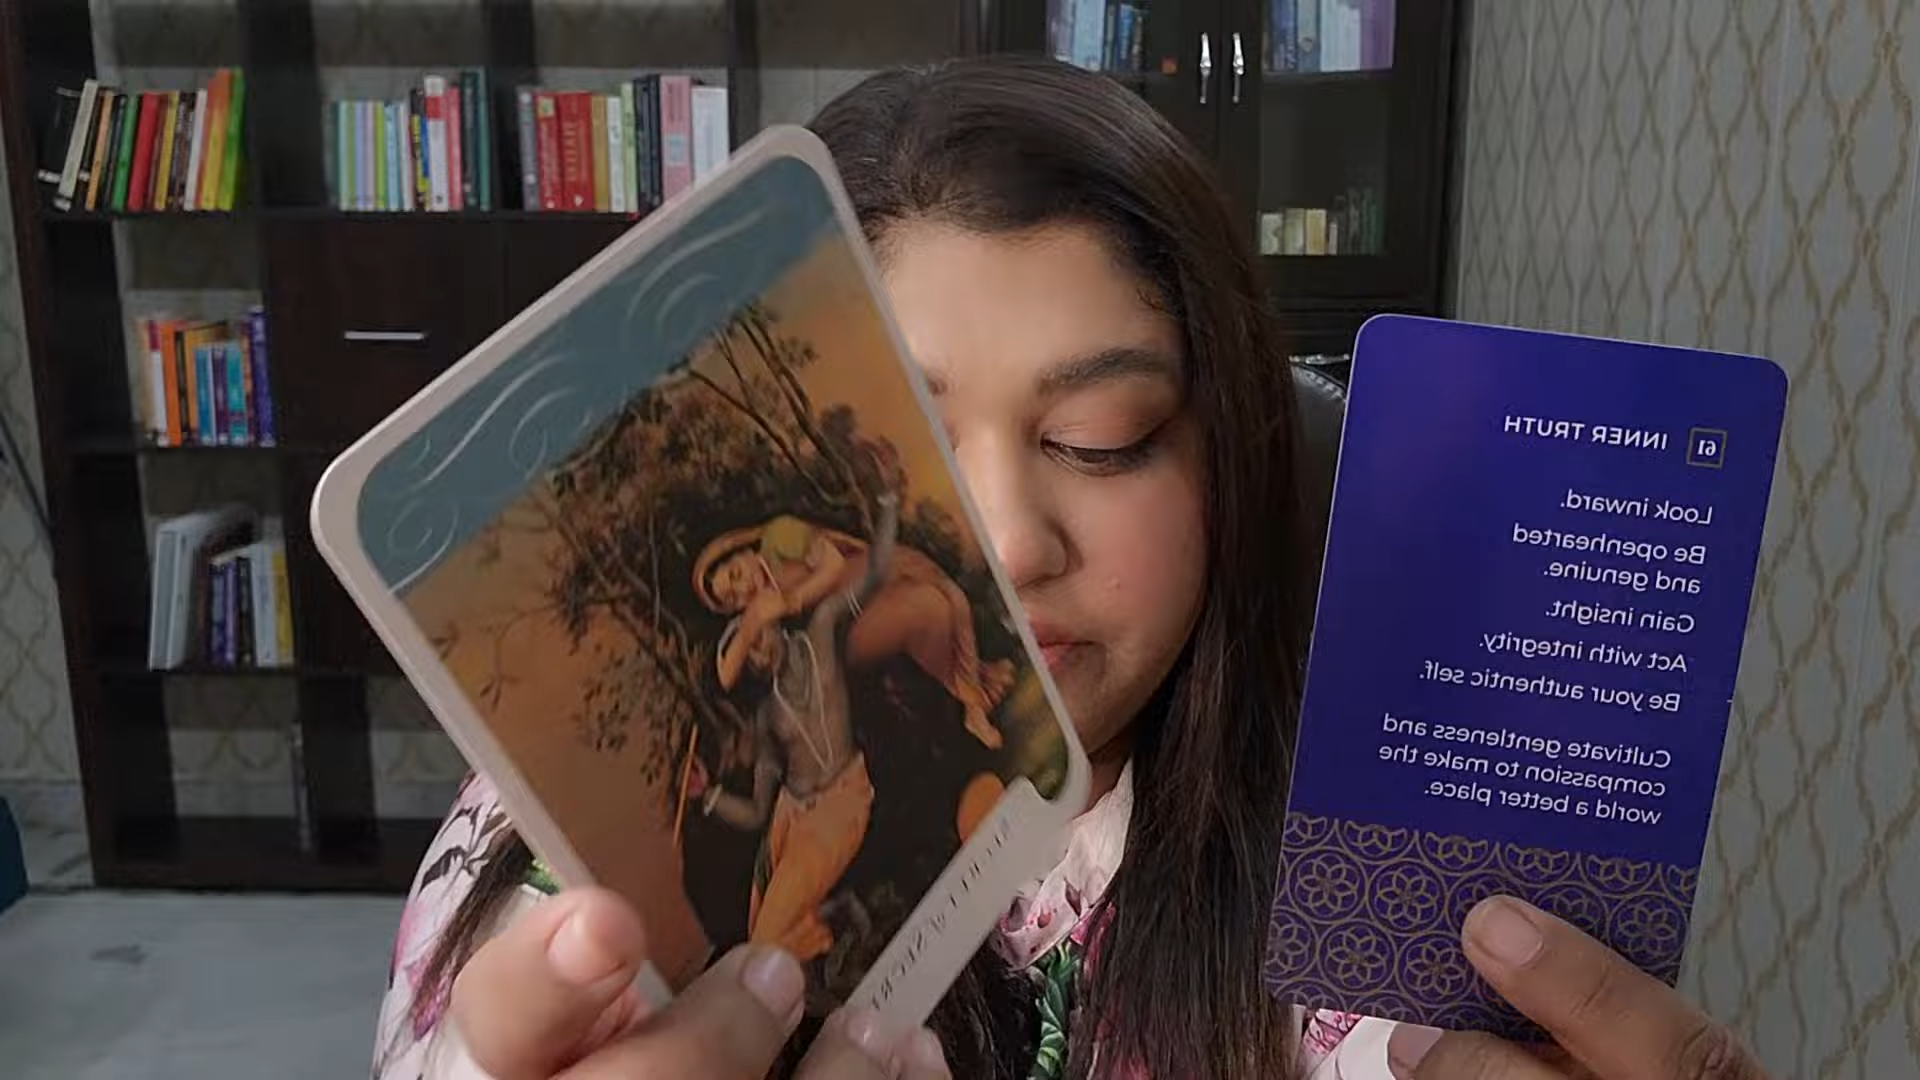 61 INNER TRUTH
Look inward.
Be openhearted
and genuine.
Gain insight.
Act with integrity.
Be your authentic self.
Cultivate gentleness and
compassion to make the
world a better place.
SECRET